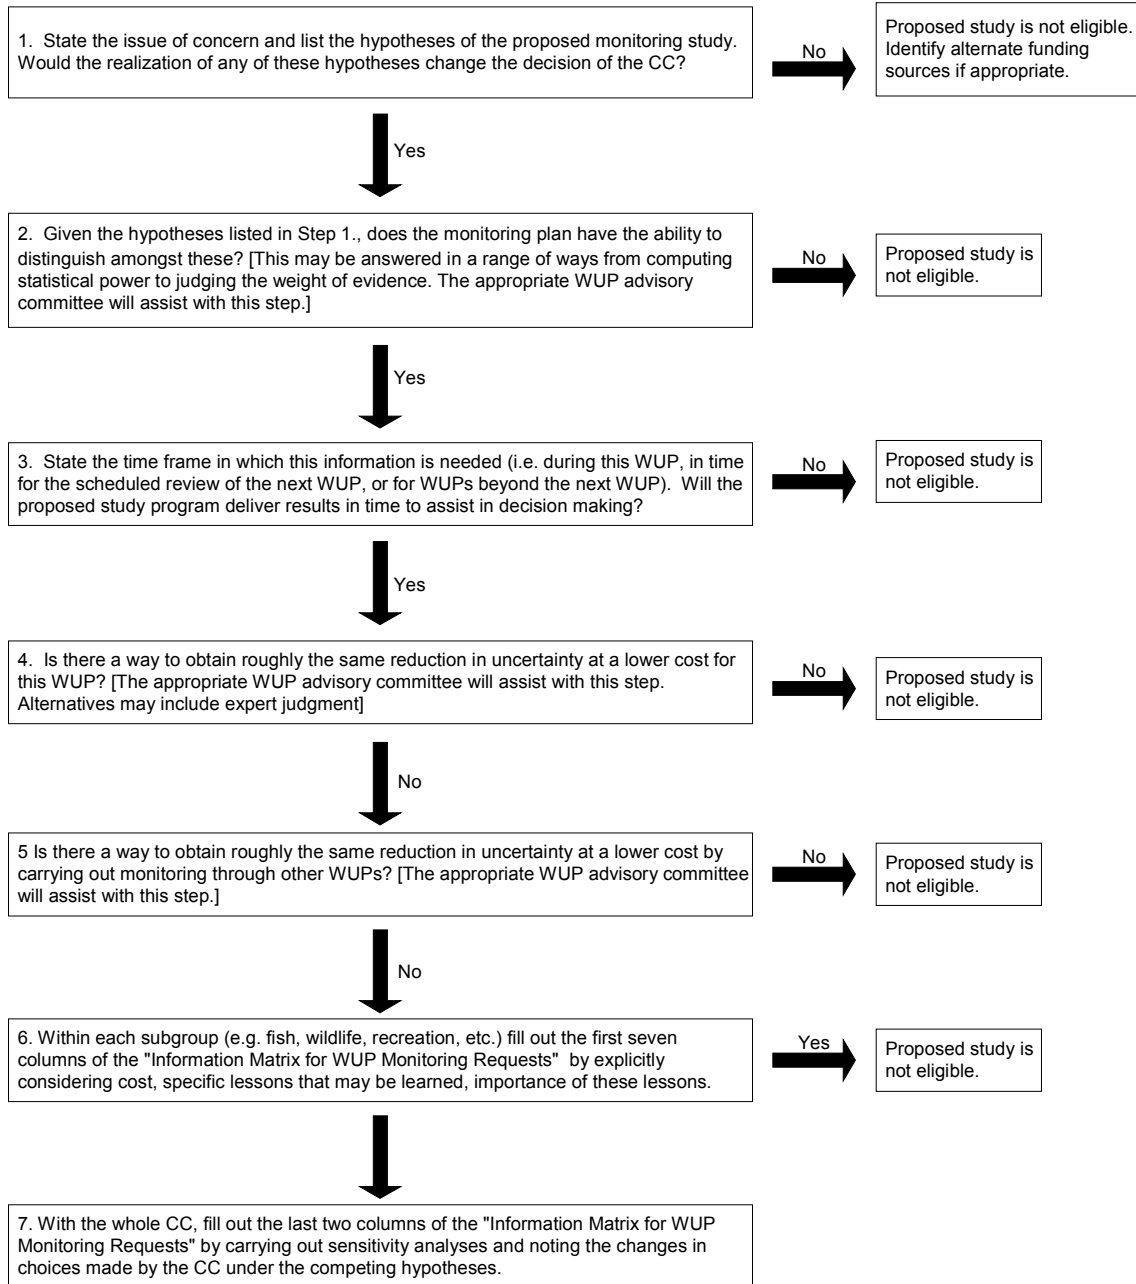 1.  State the issue of concern and list the hypotheses of the proposed monitoring study.
Would the realization of any of these hypotheses change the decision of the CC?
No
Proposed study is not eligible.
Identify alternate funding
sources if appropriate.
Yes
2.  Given the hypotheses listed in Step 1., does the monitoring plan have the ability to
distinguish amongst these? [This may be answered in a range of ways from computing
statistical power to judging the weight of evidence. The appropriate WUP advisory
committee will assist with this step.]
No
Proposed study is
not eligible.
Yes
3.  State the time frame in which this information is needed (i.e. during this WUP, in time
for the scheduled review of the next WUP, or for WUPs beyond the next WUP).  Will the
proposed study program deliver results in time to assist in decision making?
No
Proposed study is
not eligible.
Yes
4.  Is there a way to obtain roughly the same reduction in uncertainty at a lower cost for
this WUP? [The appropriate WUP advisory committee will assist with this step.
Alternatives may include expert judgment]
No
Proposed study is
not eligible.
No
5 Is there a way to obtain roughly the same reduction in uncertainty at a lower cost by
carrying out monitoring through other WUPs? [The appropriate WUP advisory committee
will assist with this step.]
No
Proposed study is
not eligible.
No
6. Within each subgroup (e.g. fish, wildlife, recreation, etc.) fill out the first seven
columns of the "Information Matrix for WUP Monitoring Requests"  by explicitly
considering cost, specific lessons that may be learned, importance of these lessons.
Yes
Proposed study is
not eligible.
7. With the whole CC, fill out the last two columns of the "Information Matrix for WUP
Monitoring Requests" by carrying out sensitivity analyses and noting the changes in
choices made by the CC under the competing hypotheses.